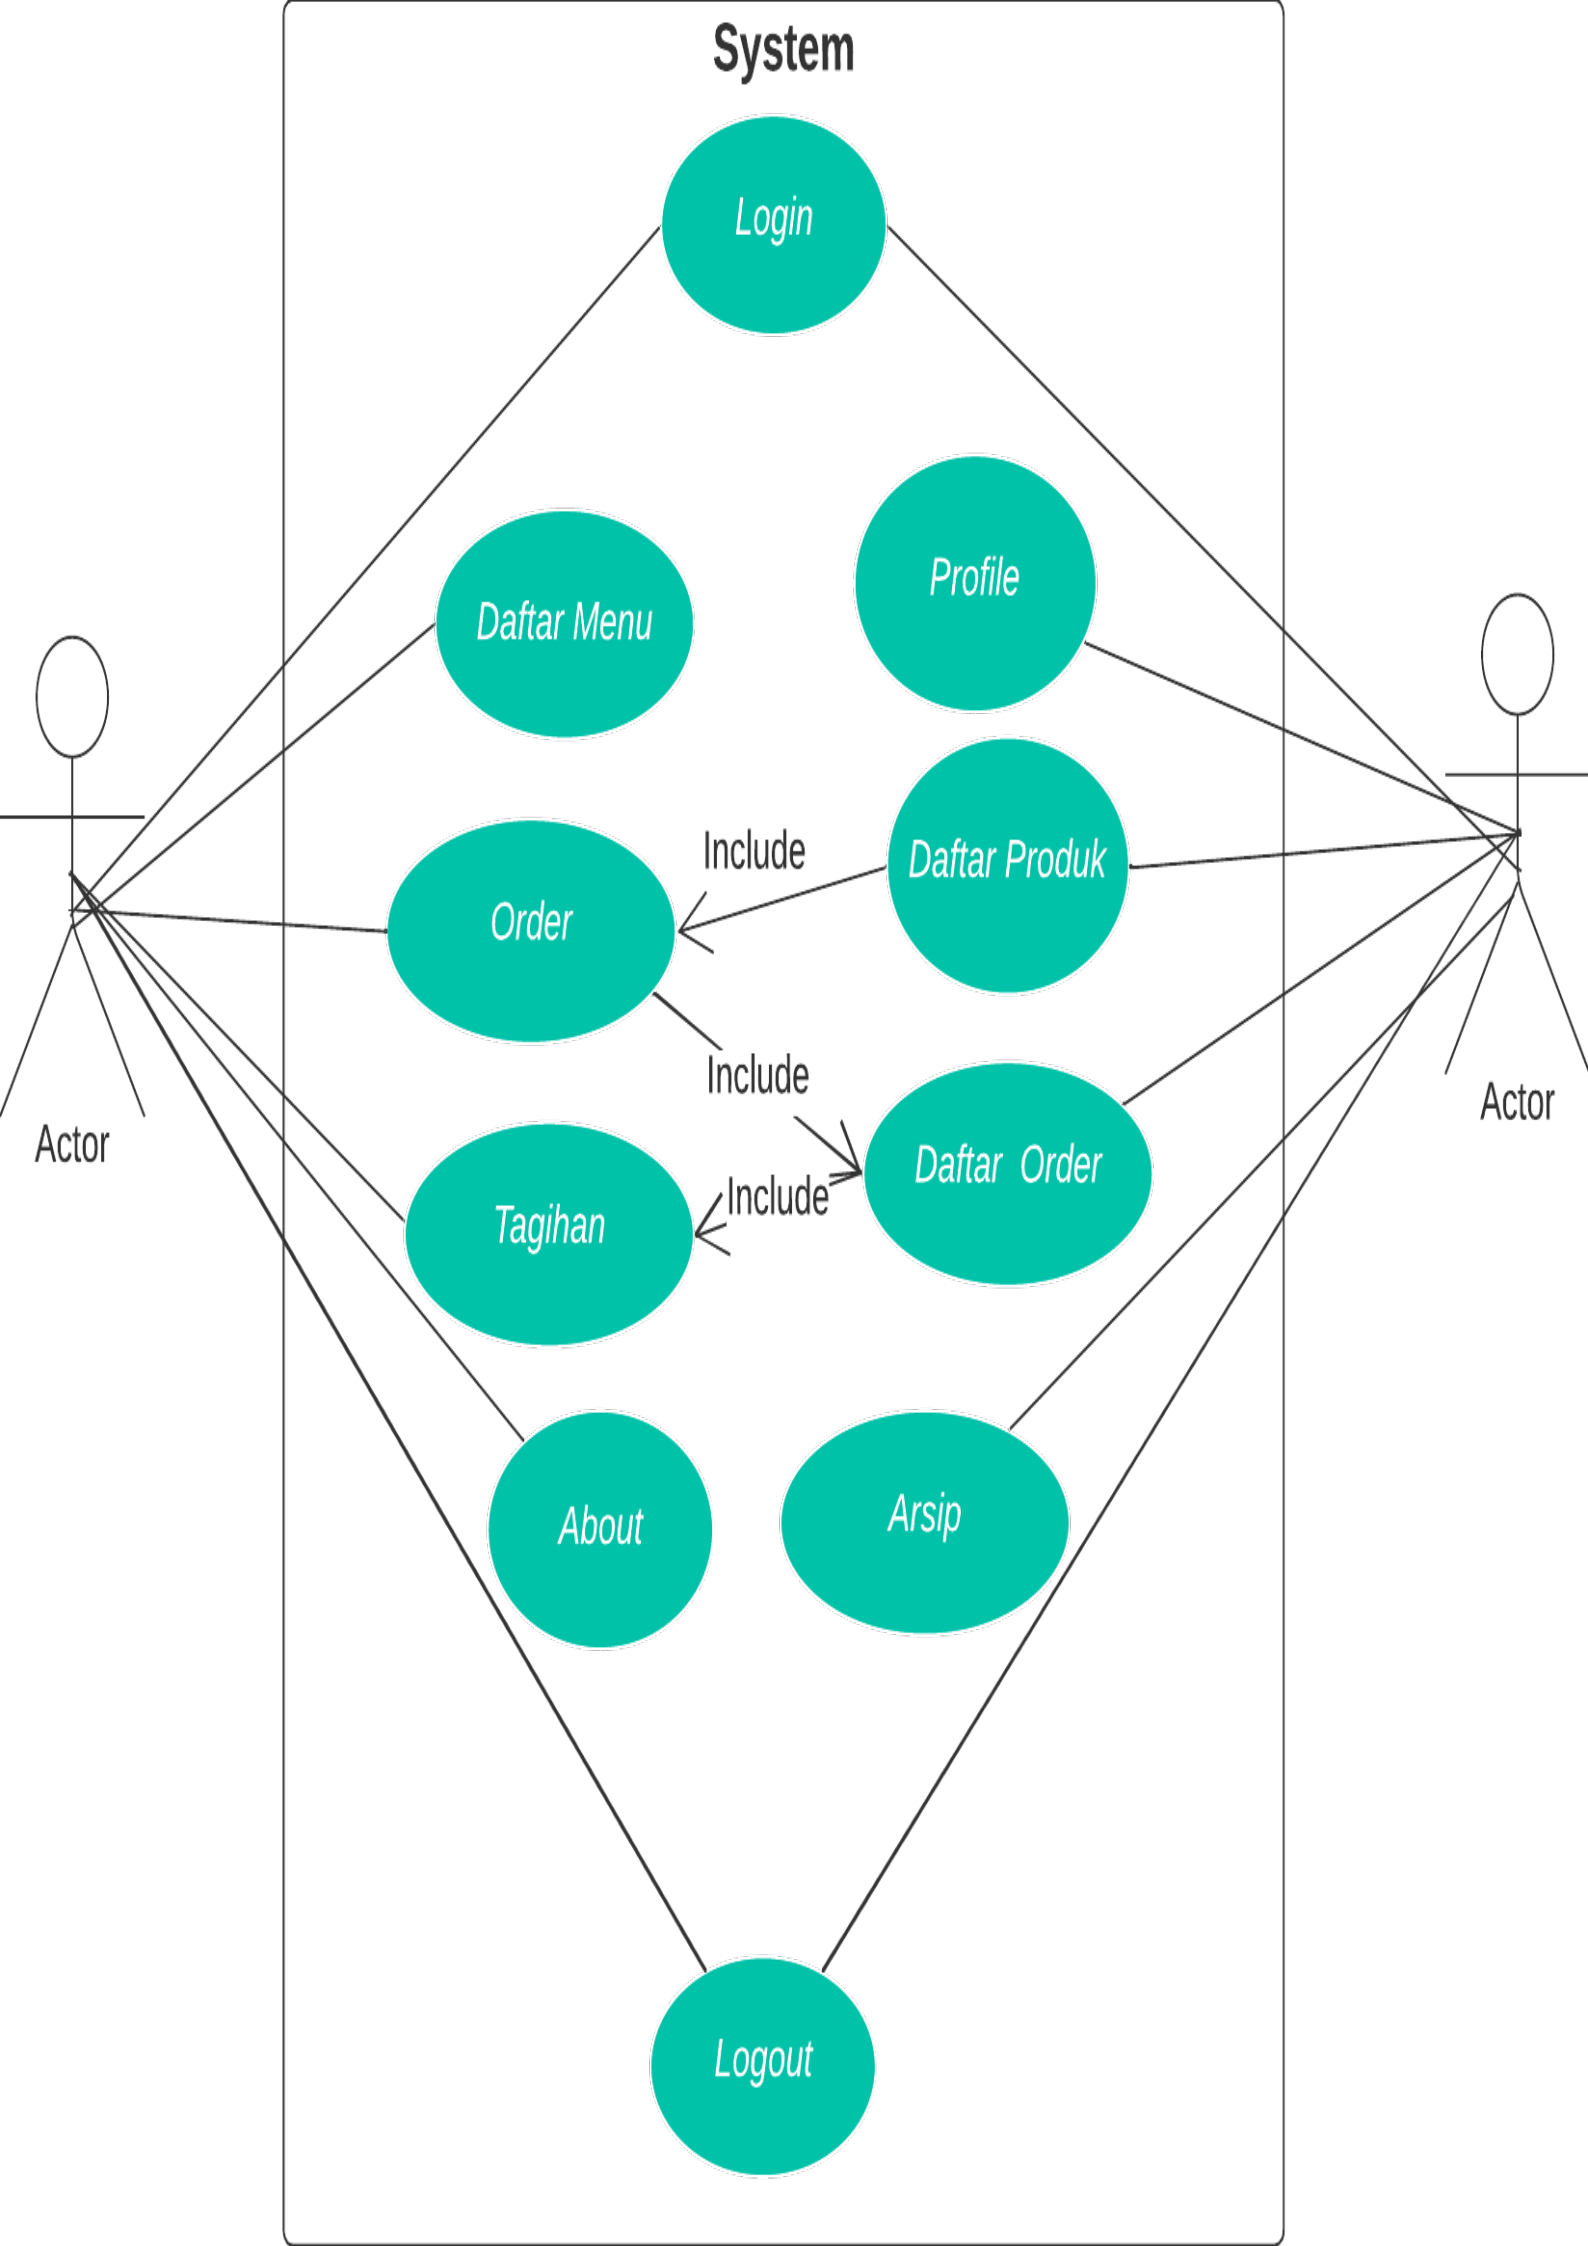 System
Login
Profile
Daftar Menu
Include
Daftar Produk
Order
Include
Daftar  Order
Actor
Actor
Include
Tagihan
About
Arsip
Logout